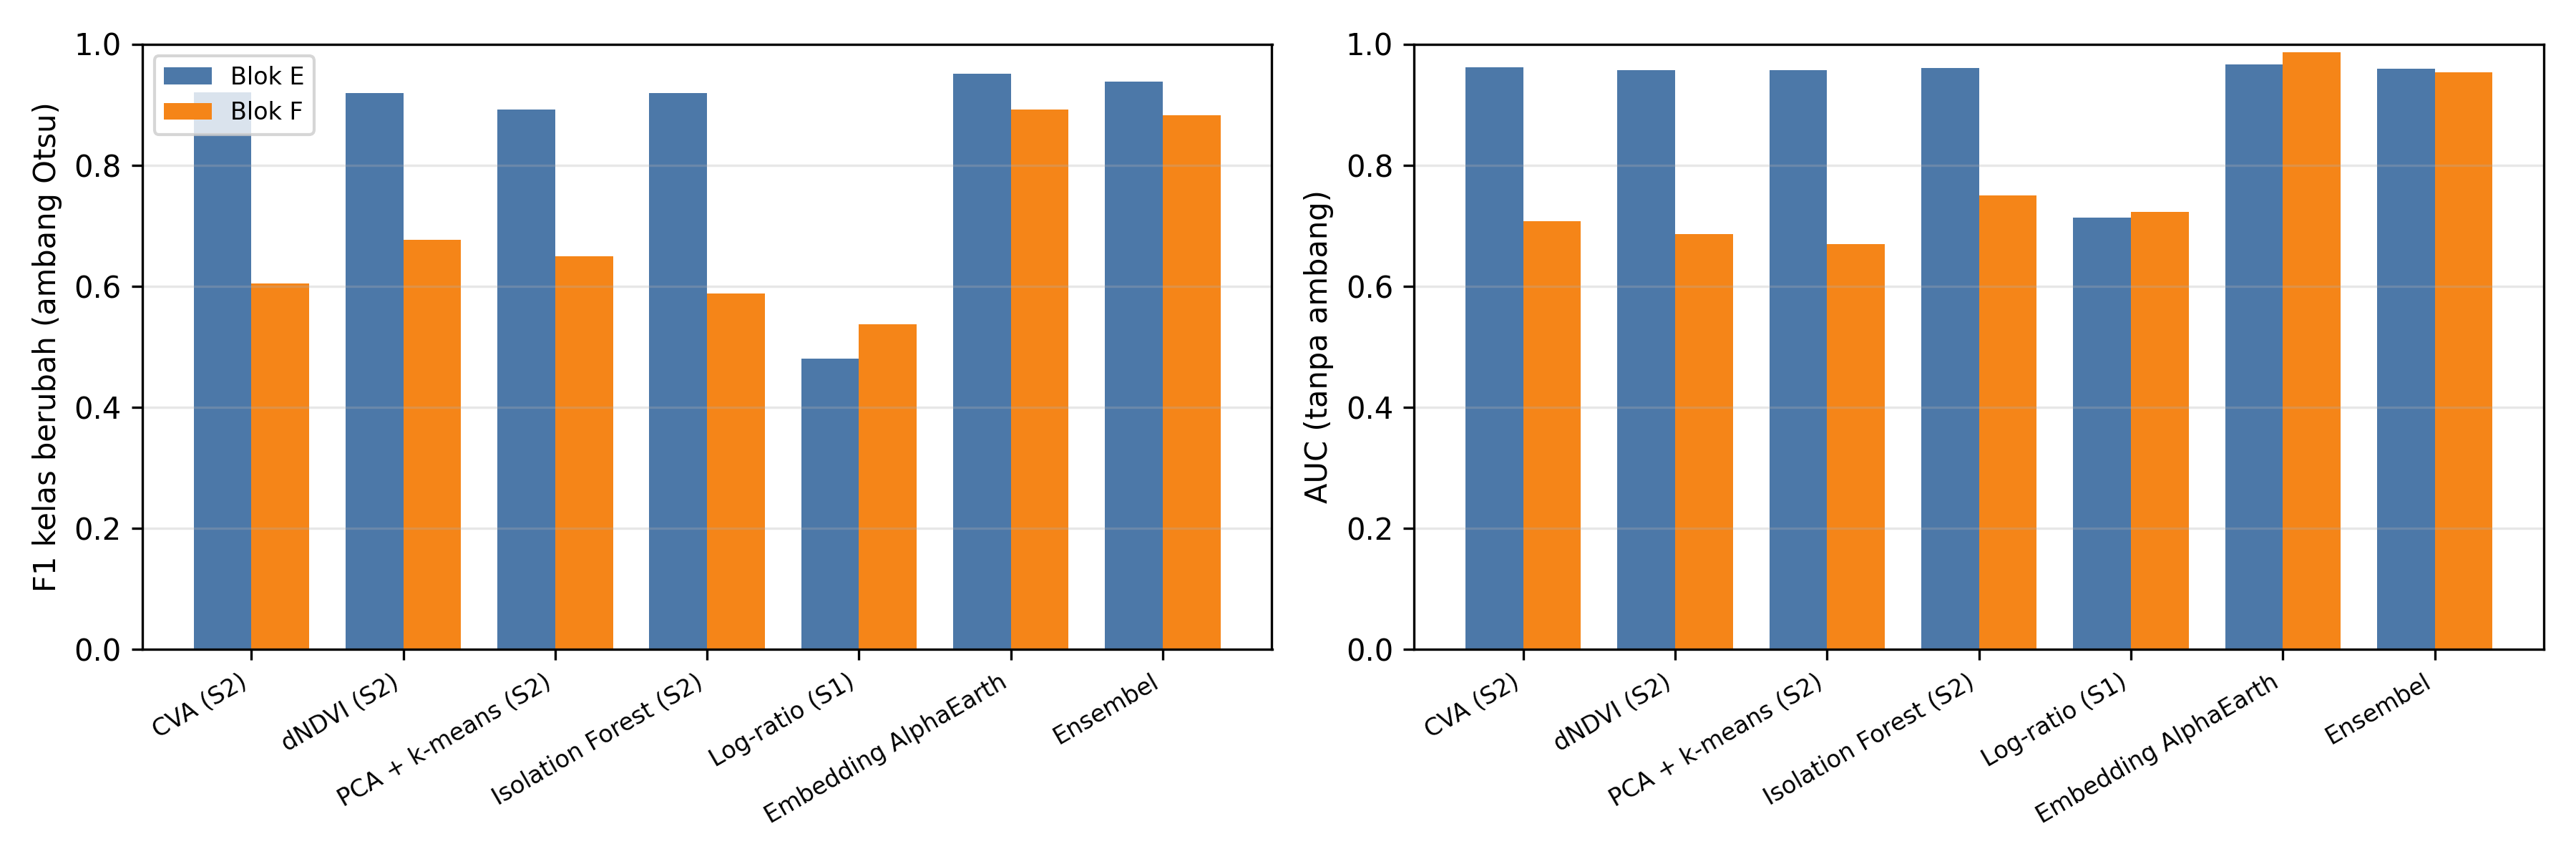 F1 kelas berubah (ambang Otsu)
1.0
0.8
0.6
0.4
0.2
0.0
Blok E
Blok F
CVA (S2)
dNDVI (S2)
PCA + k-means (S2)
Isolation Forest (S2)
Log-ratio (S1)
Embedding AlphaEarth
Ensembel
AUC (tanpa ambang)
1.0
0.8
0.6
0.4
0.2
0.0
CVA (S2)
dNDVI (S2)
PCA + k-means (S2)
Isolation Forest (S2)
Log-ratio (S1)
Embedding AlphaEarth
Ensembel